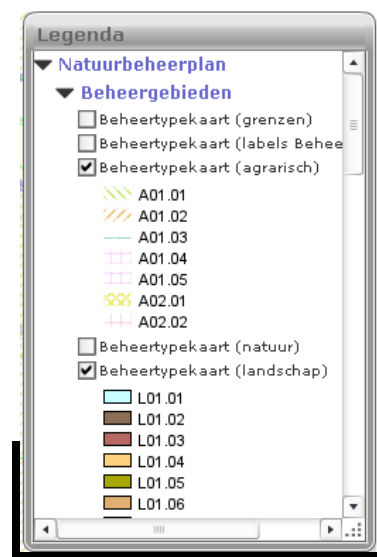 Legenda
Natuurbeheerplan
Beheergebieden
Beheertypekaart (grenzen)
Beheertypekaart (labels Behee
Beheertypekaart (agrarisch)
A01.01
A01.02
A01.03
A01.04
A01.05
A02.01
A02.02
Beheertypekaart (natuur)
Beheertypekaart (landschap)
L01.01
L01.02
L01.03
L01.04
L01.05
L01.06